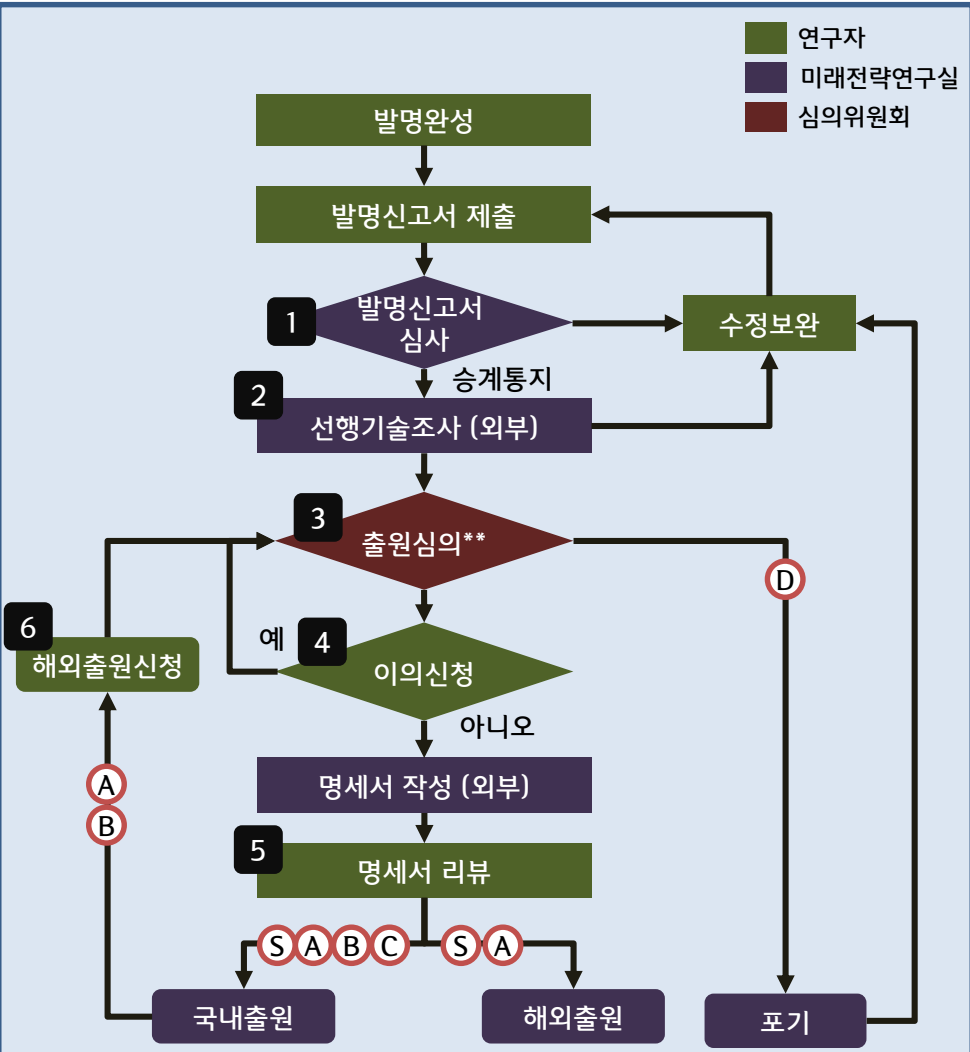 연구자
미래전략연구실
심의위원회
발명완성
발명신고서 제출
1
발명신고서
심사
수정보완
승계통지
2
선행기술조사 (외부)
3
출원심의**
D
6
해외출원신청
예
4
이의신청
아니오
명세서 작성 (외부)
A
B
5
명세서 리뷰
S A B C S A
국내출원
해외출원
포기